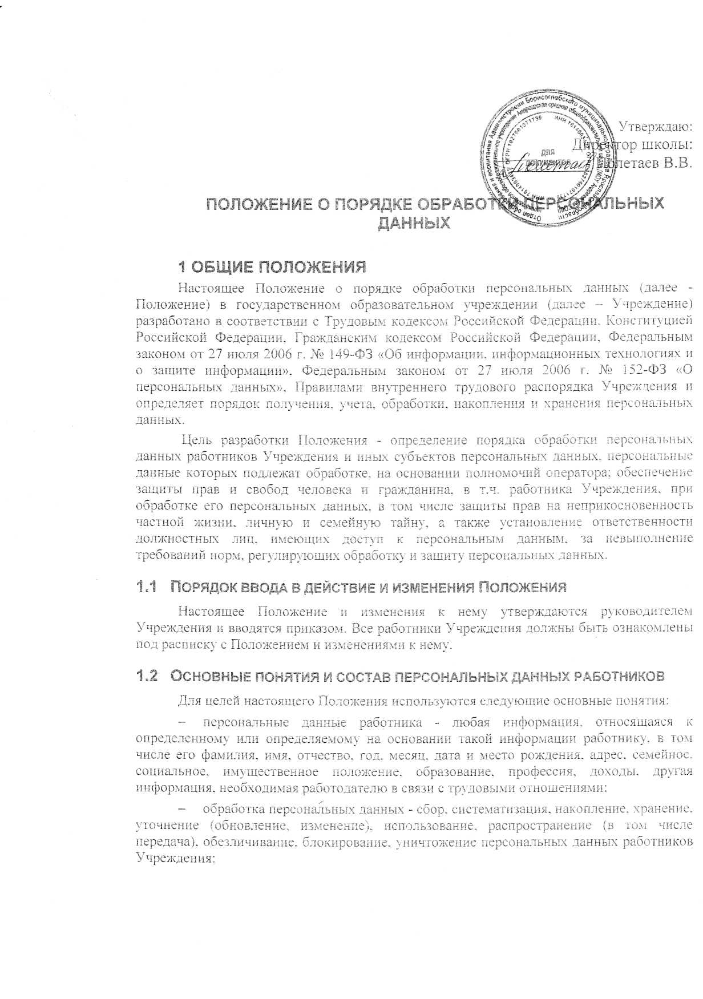 Утверждаю:
Директор школы:
Полетаев В.В.
ДЛЯ
ДОКУМЕНТОВ
ПОЛОЖЕНИЕ О ПОРЯДКЕ ОБРАБОТКИ ПЕРСОНАЛЬНЫХ
ДАННЫХ
1 ОБЩИЕ ПОЛОЖЕНИЯ
Настоящее Положение о порядке обработки персональных данных (далее -
Положение) в государственном образовательном учреждении (далее – Учреждение)
разработано в соответствии с Трудовым кодексом Российской Федерации, Конституцией
Российской Федерации, Гражданским кодексом Российской Федерации, Федеральным
законом от 27 июля 2006 г. № 149-ФЗ «Об информации, информационных технологиях и
о защите информации», Федеральным законом от 27 июля 2006 г. № 152-ФЗ «О
персональных данных», Правилами внутреннего трудового распорядка Учреждения и
определяет порядок получения, учета, обработки, накопления и хранения персональных
данных.
Цель разработки Положения - определение порядка обработки персональных
данных работников Учреждения и иных субъектов персональных данных, персональные
данные которых подлежат обработке, на основании полномочий оператора; обеспечение
защиты прав и свобод человека и гражданина, в т.ч. работника Учреждения, при
обработке его персональных данных, в том числе защиты прав на неприкосновенность
частной жизни, личную и семейную тайну, а также установление ответственности
должностных лиц, имеющих доступ к персональным данным, за невыполнение
требований норм, регулирующих обработку и защиту персональных данных.
1.1 ПОРЯДОК ВВОДА В ДЕЙСТВИЕ И ИЗМЕНЕНИЯ ПОЛОЖЕНИЯ
Настоящее Положение и изменения к нему утверждаются руководителем
Учреждения и вводятся приказом. Все работники Учреждения должны быть ознакомлены
под расписку с Положением и изменениями к нему.
1.2 ОСНОВНЫЕ ПОНЯТИЯ И СОСТАВ ПЕРСОНАЛЬНЫХ ДАННЫХ РАБОТНИКОВ
Для целей настоящего Положения используются следующие основные понятия:
– персональные данные работника - любая информация, относящаяся к
определенному или определяемому на основании такой информации работнику, в том
числе его фамилия, имя, отчество, год, месяц, дата и место рождения, адрес, семейное,
социальное, имущественное положение, образование, профессия, доходы, другая
информация, необходимая работодателю в связи с трудовыми отношениями;
– обработка персональных данных - сбор, систематизация, накопление, хранение,
уточнение (обновление, изменение), использование, распространение (в том числе
передача), обезличивание, блокирование, уничтожение персональных данных работников
Учреждения;